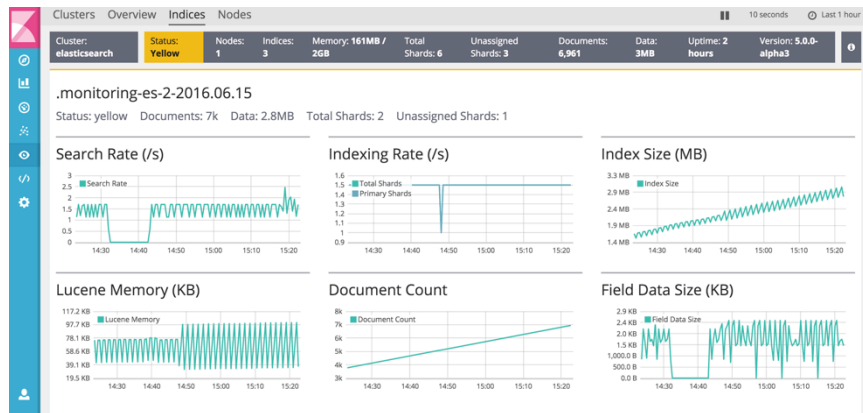 Clusters Overview Indices Nodes
10 seconds Last 1 hour
Cluster: elasticsearch
Status: Yellow
Nodes: 1
Indices: 3
Memory: 161MB / 2GB
Total Shards: 6
Unassigned Shards: 3
Documents: 6,961
Data: 3MB
Uptime: 2 hours
Version: 5.0.0-alpha3
.monitoring-es-2-2016.06.15
Status: yellow Documents: 7k Data: 2.8MB Total Shards: 2 Unassigned Shards: 1
Search Rate (/s)
3
2.5
2
1.5
1
0.5
0
Search Rate
14:30 14:40 14:50 15:00 15:10 15:20
Indexing Rate (/s)
1.6
1.5
1.4
1.3
1.2
1.1
1
0.9
Total Shards
Primary Shards
14:30 14:40 14:50 15:00 15:10 15:20
Index Size (MB)
3.3 MB
2.9 MB
2.4 MB
1.9 MB
1.4 MB
Index Size
14:30 14:40 14:50 15:00 15:10 15:20
Lucene Memory (KB)
117.2 KB
97.7 KB
78.1 KB
58.6 KB
39.1 KB
19.5 KB
Lucene Memory
14:30 14:40 14:50 15:00 15:10 15:20
Document Count
8k
7k
6k
5k
4k
3k
Document Count
14:30 14:40 14:50 15:00 15:10 15:20
Field Data Size (KB)
2.9 KB
2.4 KB
2.0 KB
1.5 KB
1,000.0 B
500.0 B
0.0 B
Field Data Size
14:30 14:40 14:50 15:00 15:10 15:20